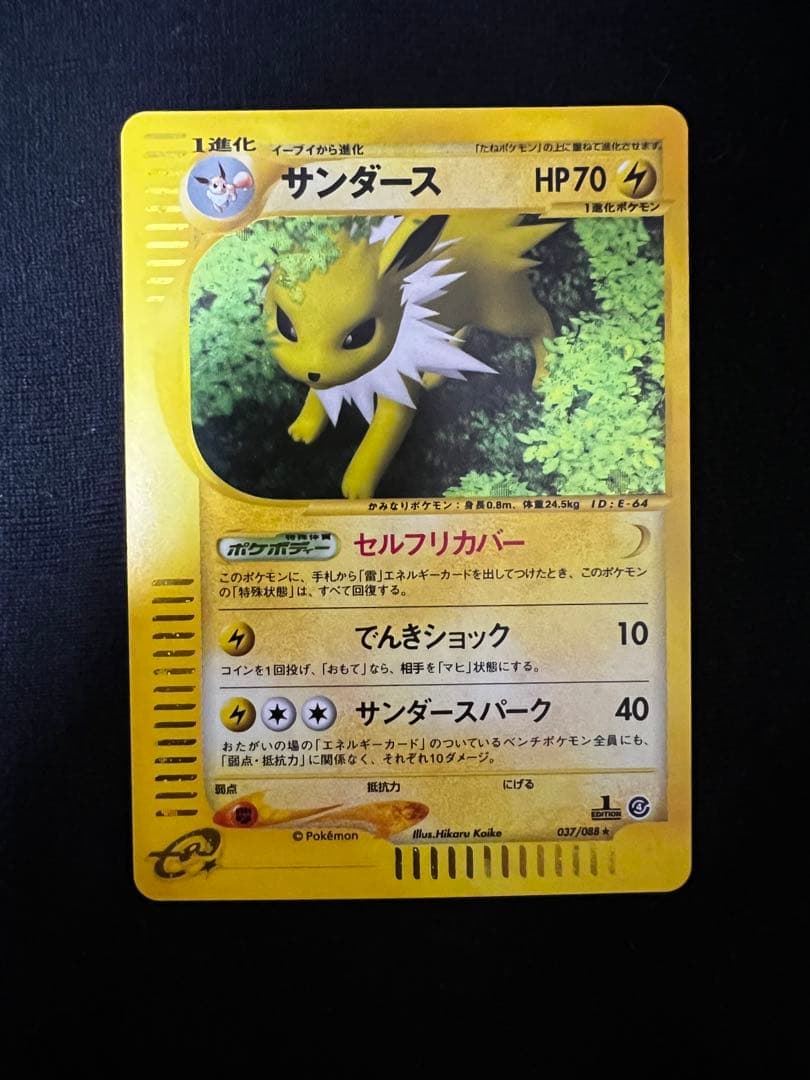 1進化
イーブイから進化
「たねポケモン」の上に重ねて進化させます。
サンダース
HP70
1進化ポケモン
かみなりポケモン:身長0.8m、体重24.5kg ID:E-64
特殊体質
ポケボディー
セルフリカバー
このポケモンに、手札から「雷」エネルギーカードを出してつけたとき、このポケモン
の「特殊状態」は、すべて回復する。
でんきショック 10
コインを1回投げ、「おもて」なら、相手を「マヒ」状態にする。
サンダースパーク 40
おたがいの場の「エネルギーカード」のついているベンチポケモン全員にも、
「弱点・抵抗力」に関係なく、それぞれ10ダメージ。
弱点 抵抗力 にげる
1
EDITION
© Pokémon Illus.Hikaru Koike 037/088 ★